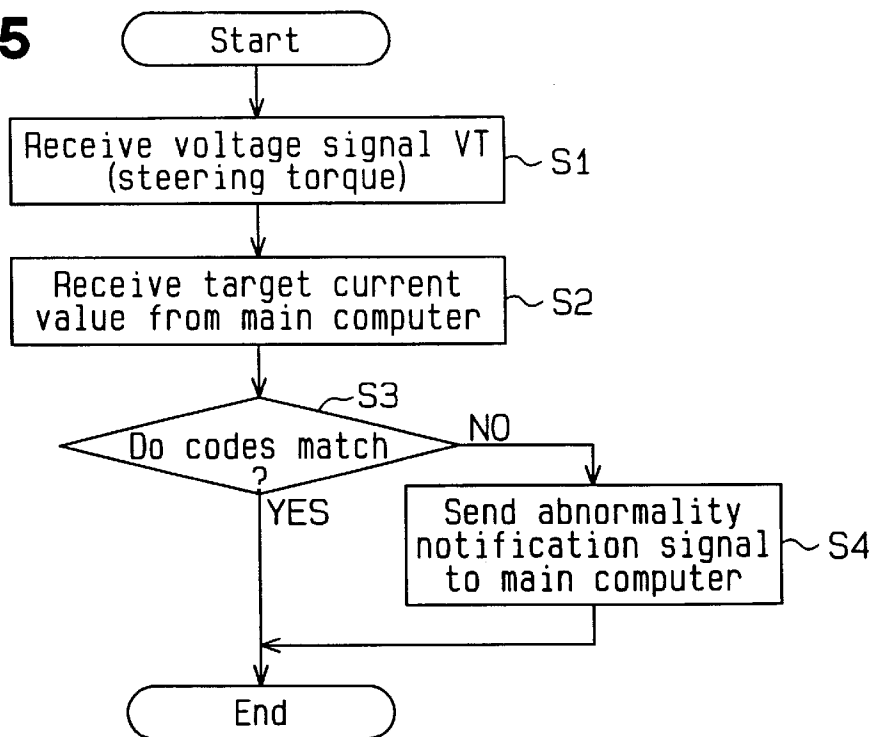 5
Start
Receive voltage signal VT
(steering torque)
S1
Receive target current
value from main computer
S2
S3
Do codes match
?
NO
YES
Send abnormality
notification signal
to main computer
S4
End